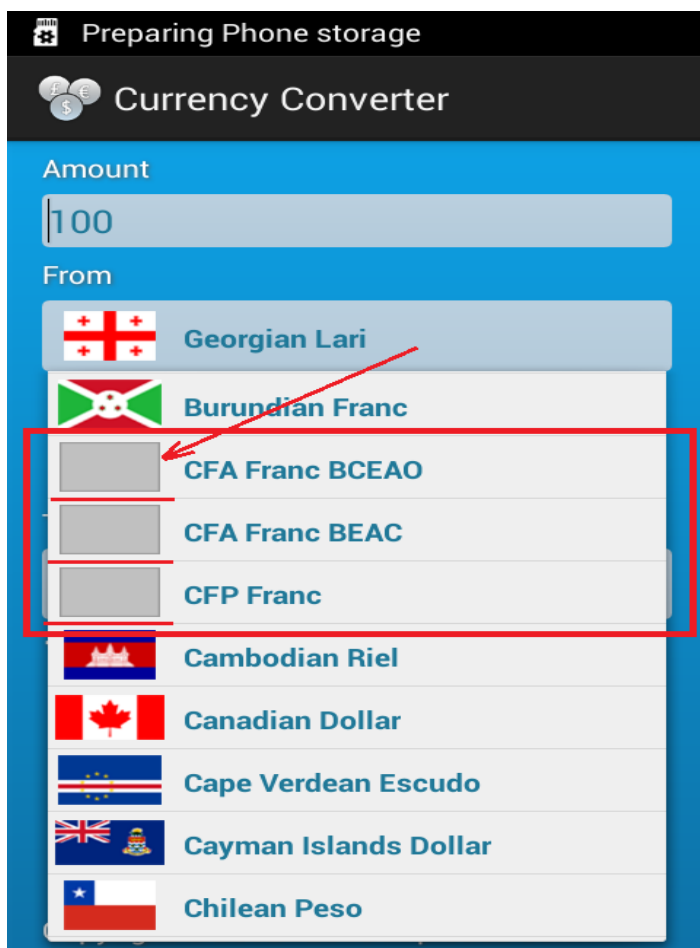 Preparing Phone storage
Currency Converter
Amount
100
From
Georgian Lari
Burundian Franc
CFA Franc BCEAO
CFA Franc BEAC
CFP Franc
Cambodian Riel
Canadian Dollar
Cape Verdean Escudo
Cayman Islands Dollar
Chilean Peso